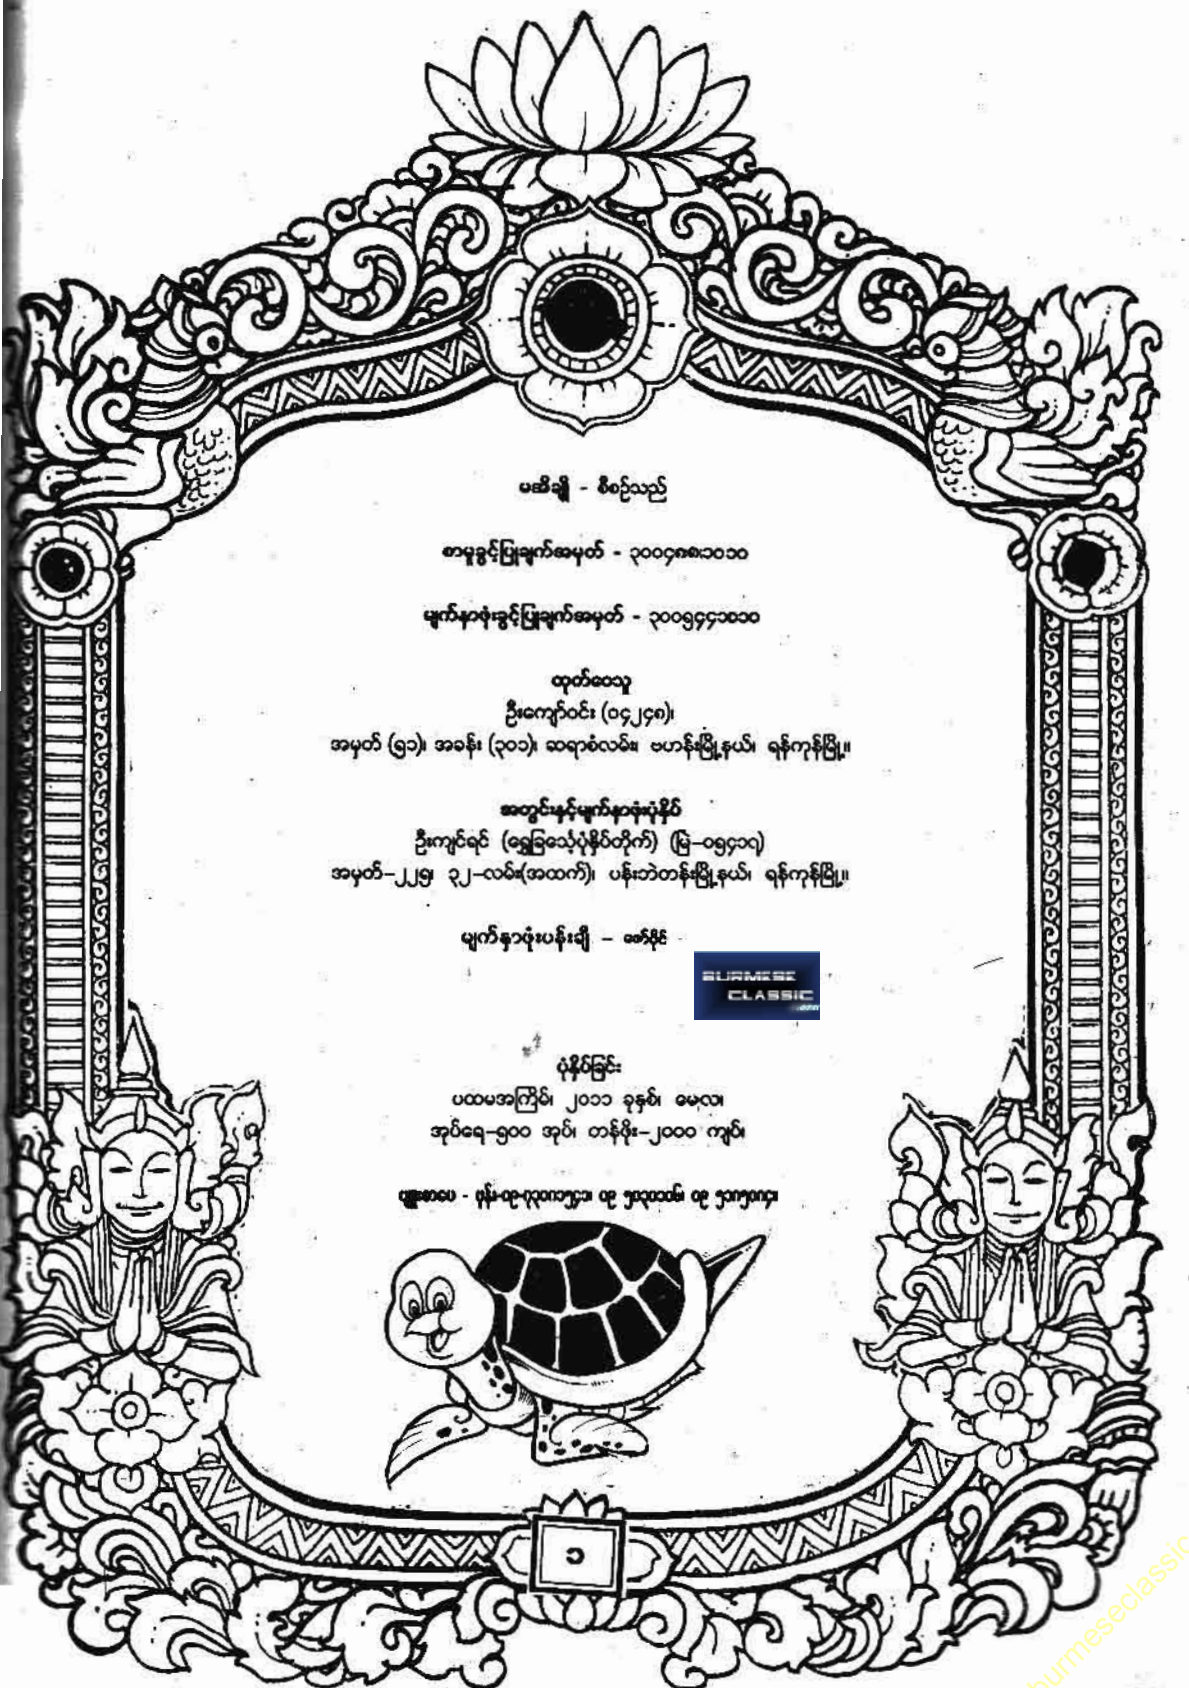 မအိချို - စီစဉ်သည်
စာမူခွင့်ပြုချက်အမှတ် - ၃၀၀၄၈၈၁၀၁၀
မျက်နှာဖုံးခွင့်ပြုချက်အမှတ် - ၃၀၀၅၄၄၁၀၁၀
ထုတ်ဝေသူ
ဦးကျော်ဝင်း (၀၄၂၄၈)၊
အမှတ် (၅၁)၊ အခန်း (၃၀၁)၊ ဆရာစံလမ်း၊ ဗဟန်းမြို့နယ်၊ ရန်ကုန်မြို့။
အတွင်းနှင့်မျက်နှာဖုံးပုံနှိပ်
ဦးကျင်ရင် (ရွှေခြင်္သေ့ပုံနှိပ်တိုက်) (မြဲ-၀၅၄၁၇)
အမှတ်-၂၂၅၊ ၃၂-လမ်း(အထက်)၊ ပန်းဘဲတန်းမြို့နယ်၊ ရန်ကုန်မြို့။
မျက်နှာဖုံးပန်းချီ -
BURMESE
CLASSIC
.com
ပုံနှိပ်ခြင်း
ပထမအကြိမ်၊ ၂၀၁၁ ခုနှစ်၊ မေလ၊
အုပ်ရေ-၅၀၀ အုပ်၊ တန်ဖိုး-၂၀၀၀ ကျပ်၊
၁
burmeseclassic